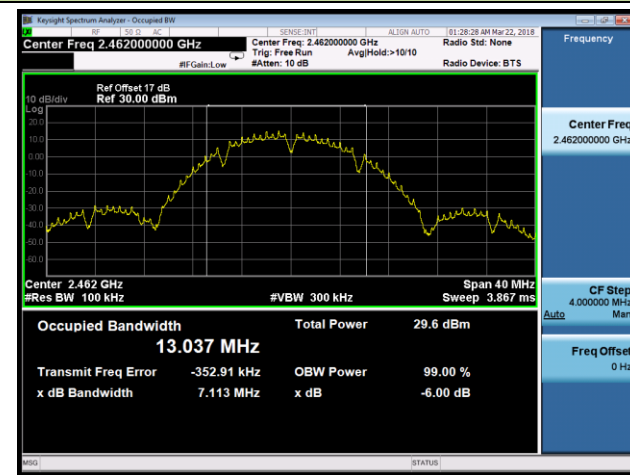 Keysight Spectrum Analyzer - Occupied BW
RF 50 Ω AC SENSE:INT ALIGN AUTO 01:28:28 AM Mar 22, 2018
Center Freq 2.462000000 GHz Center Freq: 2.462000000 GHz Radio Std: None
Trig: Free Run Avg|Hold:>10/10
#IFGain:Low #Atten: 10 dB Radio Device: BTS
Ref Offset 17 dB
10 dB/div Ref 30.00 dBm
Log
20.0
10.0
0.00
-10.0
-20.0
-30.0
-40.0
-50.0
-60.0
Center 2.462 GHz Span 40 MHz
#Res BW 100 kHz #VBW 300 kHz Sweep 3.867 ms
Occupied Bandwidth Total Power 29.6 dBm
13.037 MHz
Transmit Freq Error -352.91 kHz OBW Power 99.00 %
x dB Bandwidth 7.113 MHz x dB -6.00 dB
MSG STATUS
Frequency
Center Freq
2.462000000 GHz
CF Step
4.000000 MHz
Auto Man
Freq Offset
0 Hz